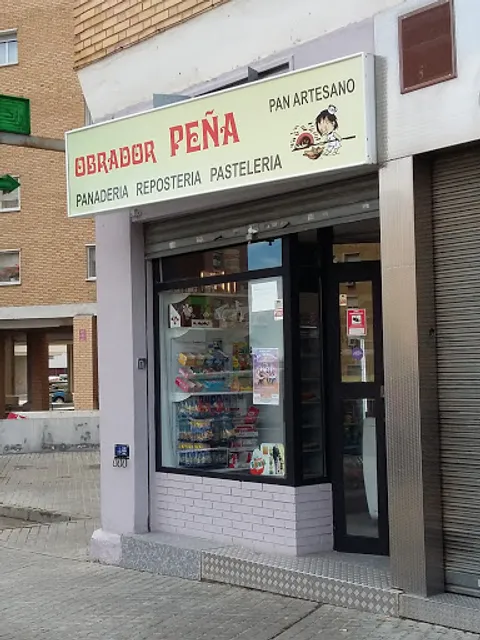 PAN ARTESANO
OBRADOR PEÑA
PANADERIA REPOSTERIA PASTELERIA